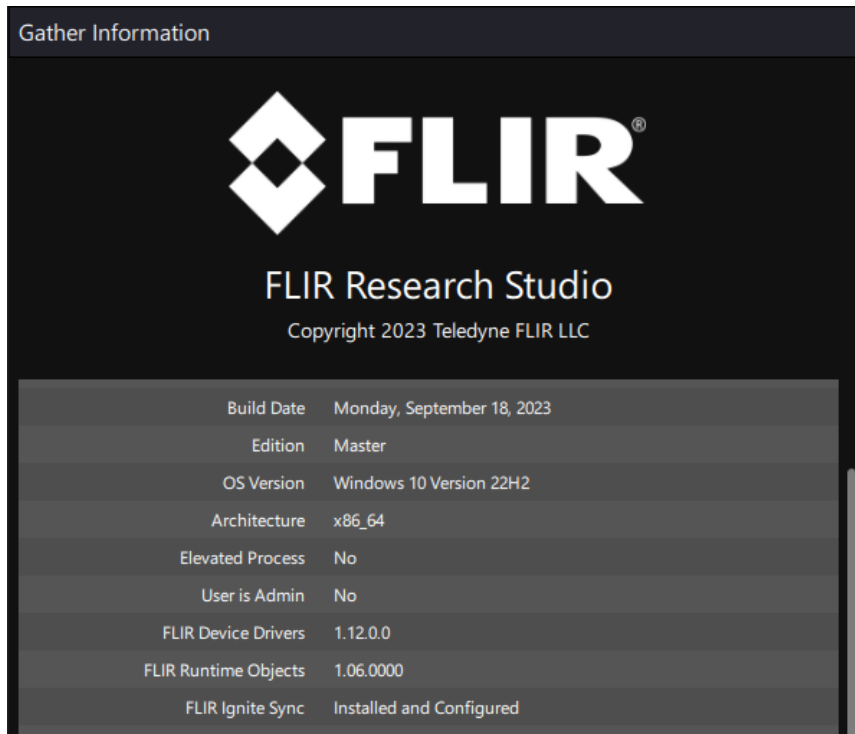 Gather Information
FLIR®
FLIR Research Studio
Copyright 2023 Teledyne FLIR LLC
Build Date Monday, September 18, 2023
Edition Master
OS Version Windows 10 Version 22H2
Architecture x86_64
Elevated Process No
User is Admin No
FLIR Device Drivers 1.12.0.0
FLIR Runtime Objects 1.06.0000
FLIR Ignite Sync Installed and Configured